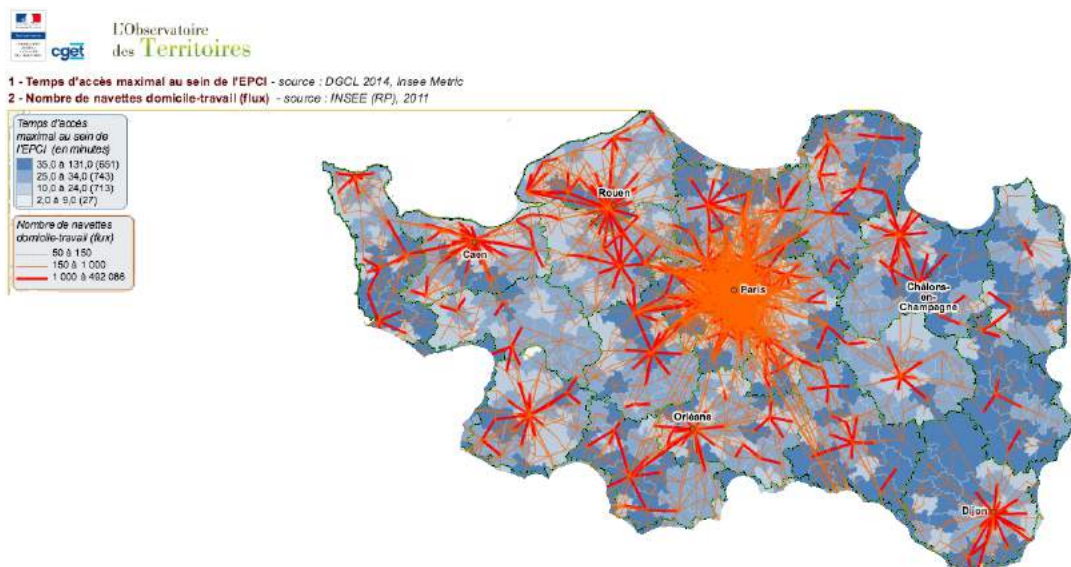 cget
L'Observatoire
des Territoires
1 - Temps d'accès maximal au sein de l'EPCI - source : DGCL 2014, Insee Metric
2 - Nombre de navettes domicile-travail (flux) - source : INSEE (RP), 2011
Temps d'accès
maximal au sein de
l'EPCI (en minutes)
35,0 à 131,0 (651)
25,0 à 34,0 (743)
10,0 à 24,0 (713)
2,0 à 9,0 (27)
Nombre de navettes
domicile-travail (flux)
50 à 150
150 à 1 000
1 000 à 492 086
Rouen
Caen
Paris
Châlons-
en-
Champagne
Orléans
Dijon